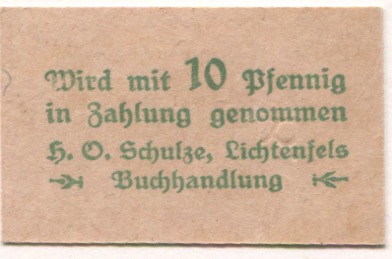 Wird mit 10 Pfennig
in Zahlung genommen
H. O. Schulze, Lichtenfels
Buchhandlung